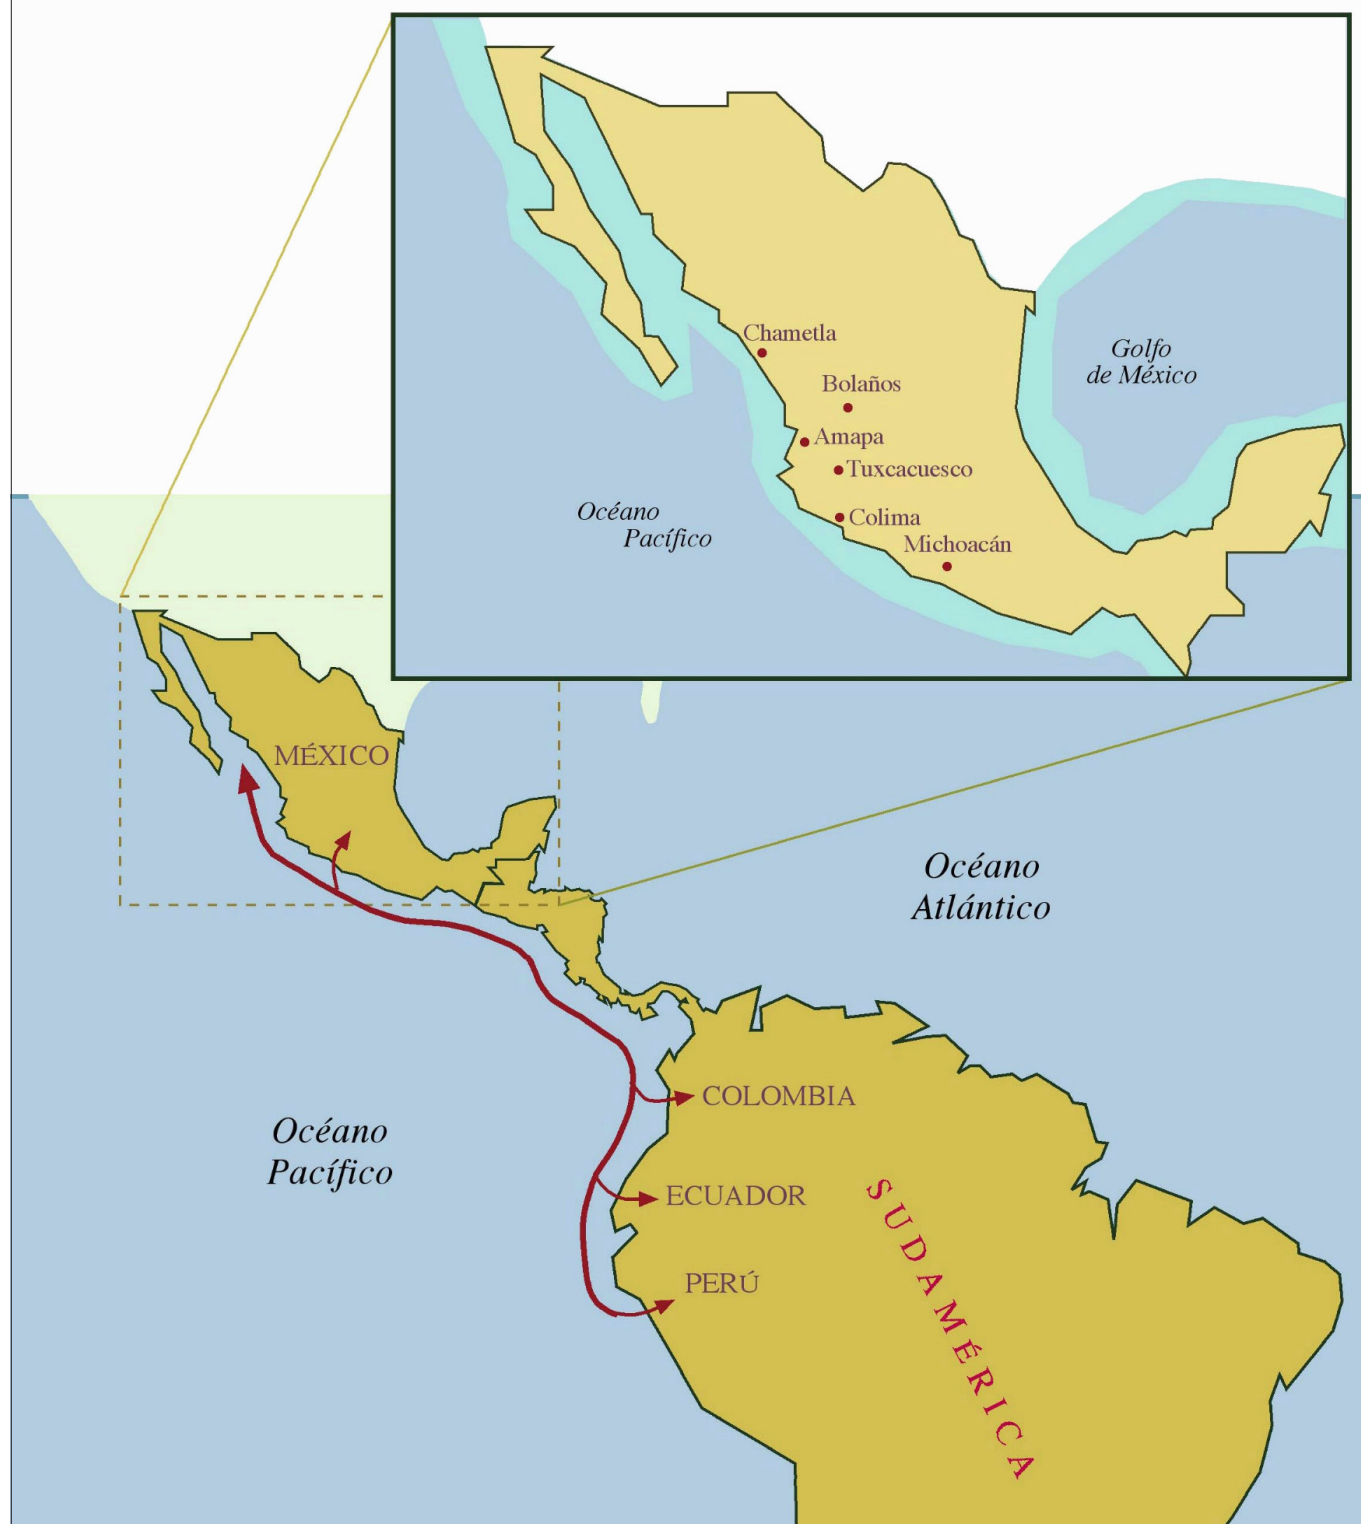 Chametla
Bolaños
Amapa
Tuxcacuesco
Colima
Michoacán
Golfo
de México
Océano
Pacífico
MÉXICO
Océano
Atlántico
COLOMBIA
Océano
Pacífico
ECUADOR
PERÚ
SUDAMÉRICA